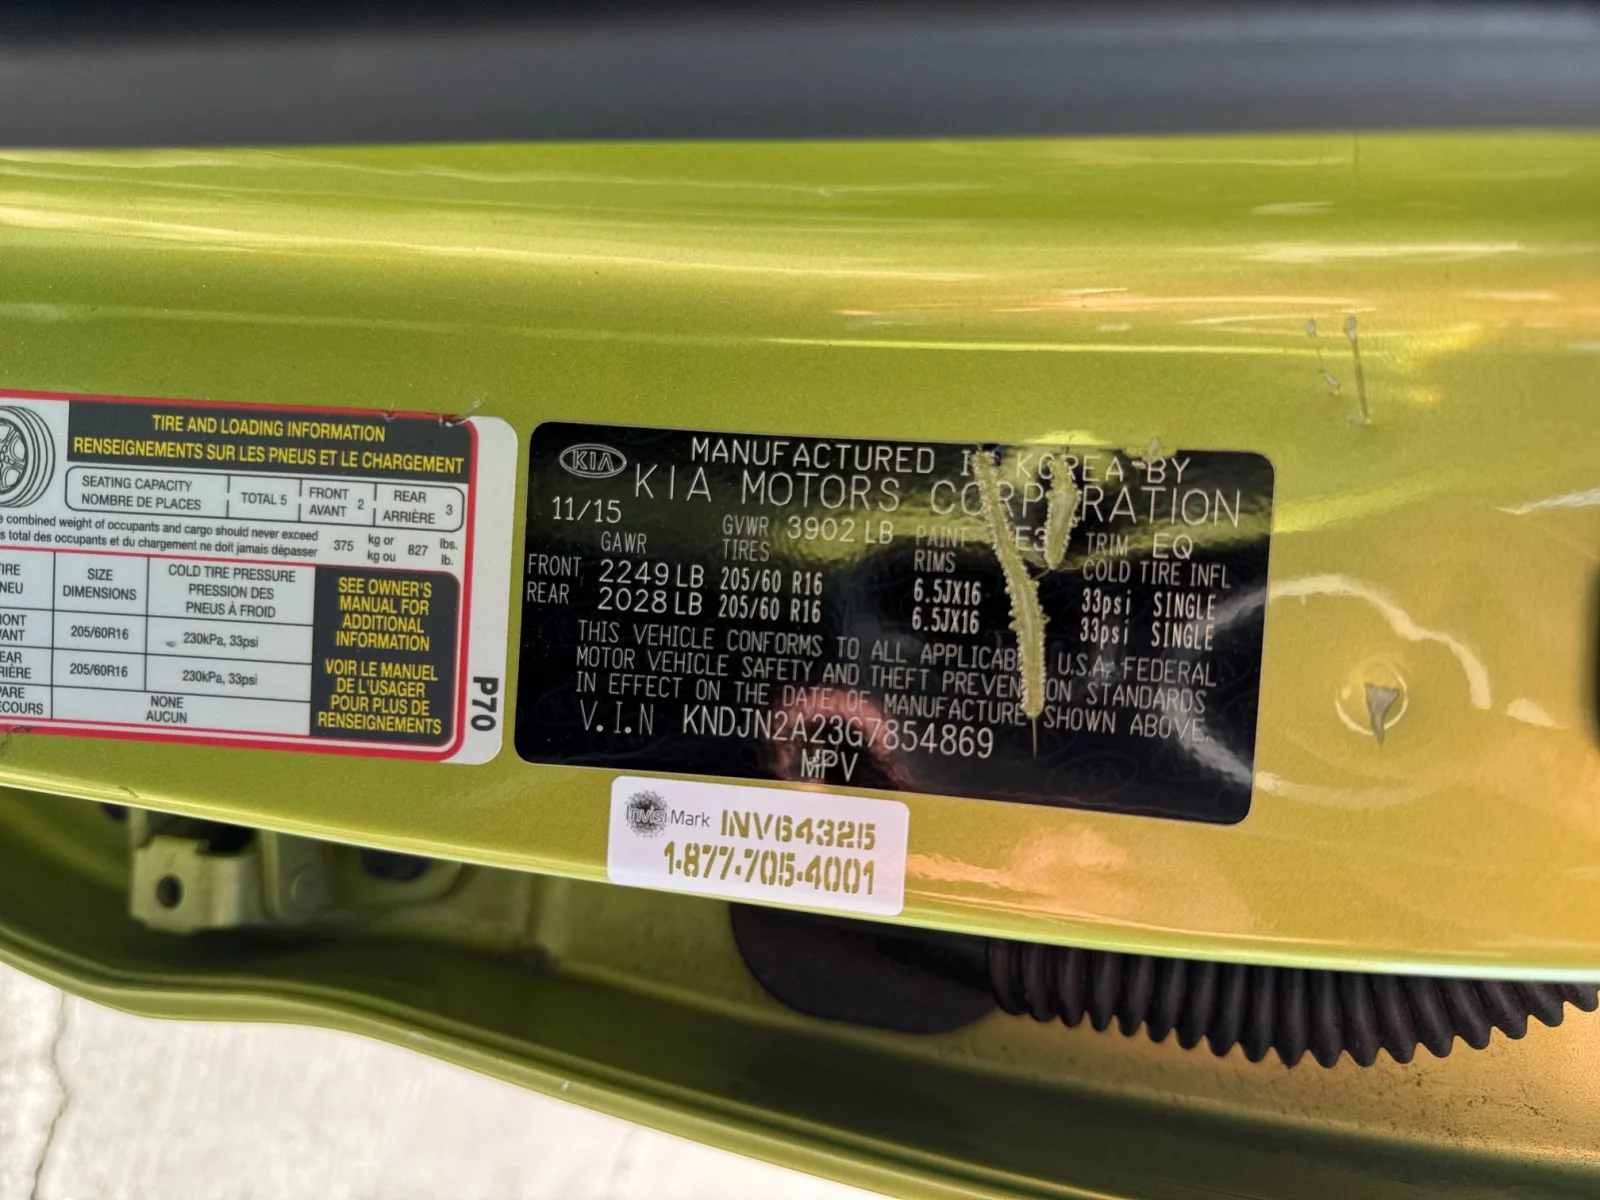 TIRE AND LOADING INFORMATION
RENSEIGNEMENTS SUR LES PNEUS ET LE CHARGEMENT
SEATING CAPACITY
NOMBRE DE PLACES
TOTAL 5
FRONT
AVANT 2
REAR
ARRIÈRE 3
combined weight of occupants and cargo should never exceed
total des occupants et du chargement ne doit jamais dépasser
375 kg or
kg ou
827 lbs.
lb.
SIZE
DIMENSIONS
COLD TIRE PRESSURE
PRESSION DES
PNEUS À FROID
205/60R16 230kPa, 33psi
205/60R16 230kPa, 33psi
NONE
AUCUN
SEE OWNER'S
MANUAL FOR
ADDITIONAL
INFORMATION
VOIR LE MANUEL
DE L'USAGER
POUR PLUS DE
RENSEIGNEMENTS
P70
KIA
MANUFACTURED IN KOREA BY
KIA MOTORS CORPORATION
11/15 GVWR 3902 LB PAINT TRIM EQ
GAWR TIRES RIMS COLD TIRE INFL
FRONT 2249 LB 205/60 R16 6.5JX16 33psi SINGLE
REAR 2028 LB 205/60 R16 6.5JX16 33psi SINGLE
THIS VEHICLE CONFORMS TO ALL APPLICABLE U.S.A. FEDERAL
MOTOR VEHICLE SAFETY AND THEFT PREVENTION STANDARDS
IN EFFECT ON THE DATE OF MANUFACTURE SHOWN ABOVE.
V.I.N KNDJN2A23G7854869
MPV
InvisiMark INV64325
1-877-705-4001